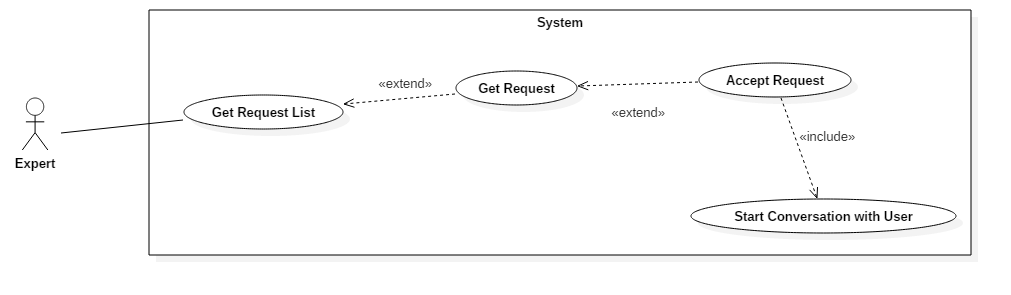 System
Accept Request
«extend»
Get Request
Get Request List
«extend»
«include»
Expert
Start Conversation with User